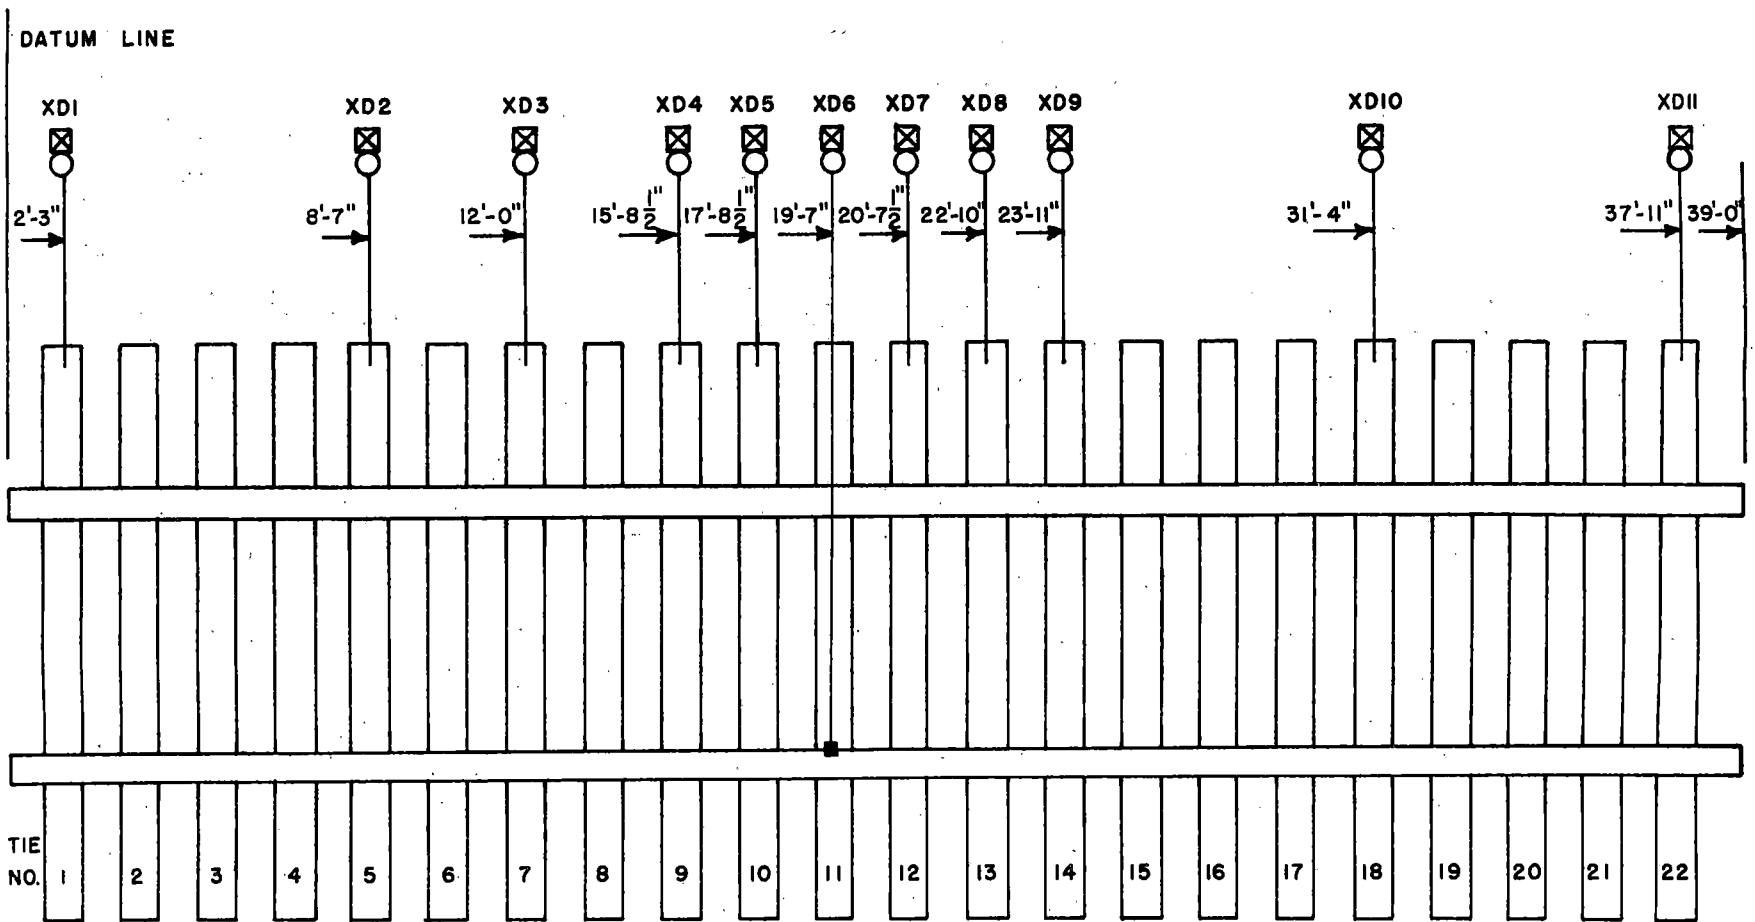 DATUM LINE
XD1 XD2 XD3 XD4 XD5 XD6 XD7 XD8 XD9 XD10 XD11
2'-3" 8'-7" 12'-0" 15'-8 1/2" 17'-8 1/2" 19'-7" 20'-7 1/2" 22'-10" 23'-11" 31'-4" 37'-11" 39'-0"
TIE
NO. 1 2 3 4 5 6 7 8 9 10 11 12 13 14 15 16 17 18 19 20 21 22